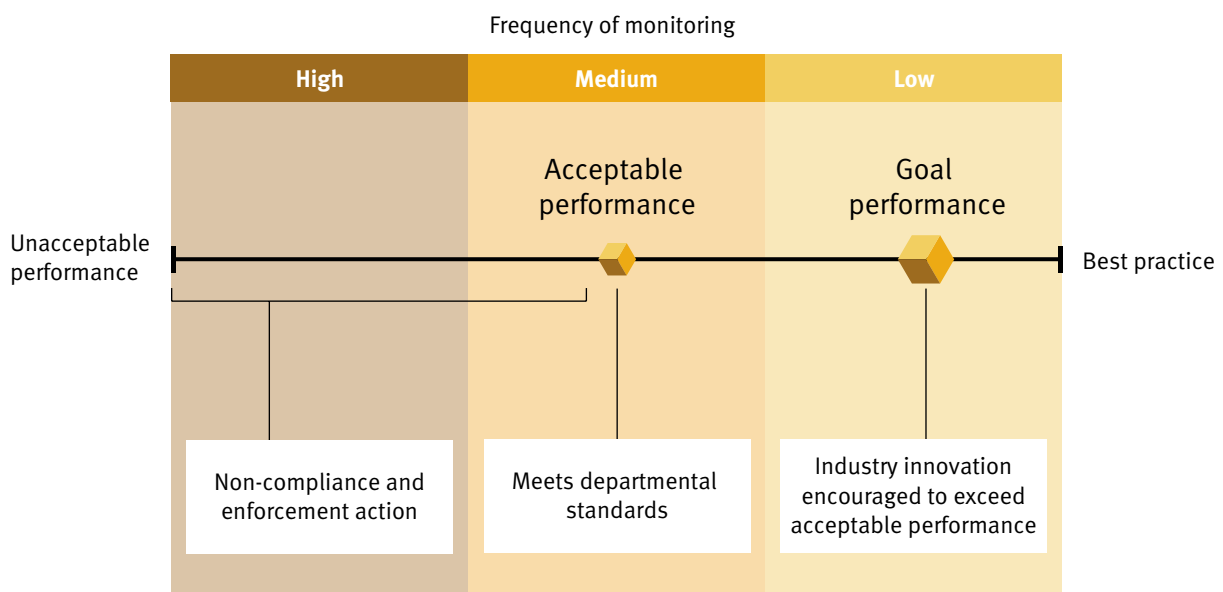 Frequency of monitoring
High
Medium
Low
Acceptable
performance
Goal
performance
Unacceptable
performance
Best practice
Non-compliance and
enforcement action
Meets departmental
standards
Industry innovation
encouraged to exceed
acceptable performance